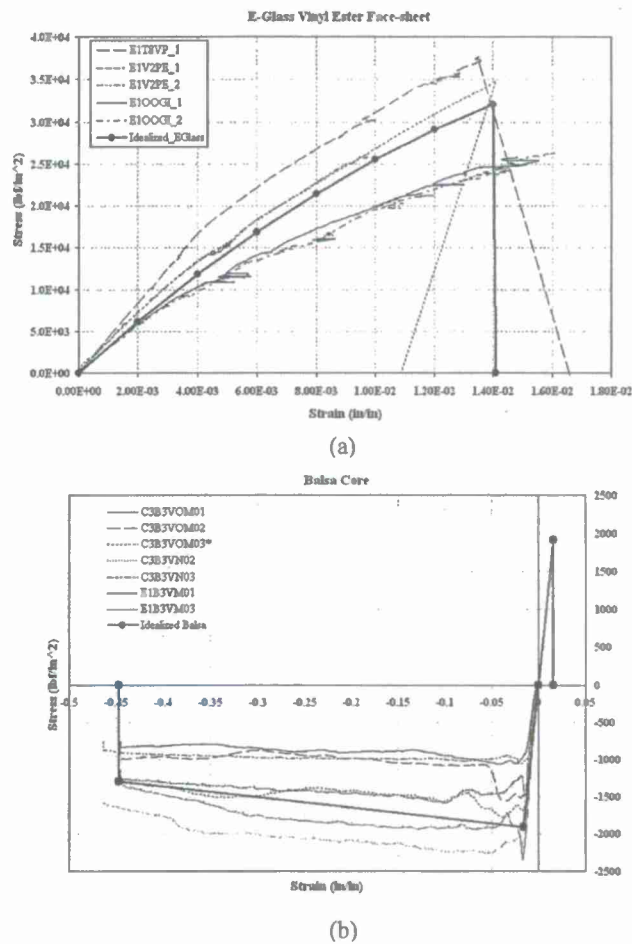 E-Glass Vinyl Ester Face-sheet
4.0E+04
3.5E+04
3.0E+04
2.5E+04
2.0E+04
1.5E+04
1.0E+04
5.0E+03
0.0E+00
Stress (lbf/in^2)
E1T8VP_1
E1V2PE_1
E1V2PE_2
E1OOGI_1
E1OOGI_2
Idealized_EGlass
0.00E+00 2.00E-03 4.00E-03 6.00E-03 8.00E-03 1.00E-02 1.20E-02 1.40E-02 1.60E-02 1.80E-02
Strain (in/in)
(a)
Balsa Core
C3B3VOM01
C3B3VOM02
C3B3VOM03*
C3B3VN02
C3B3VN03
E1B3VM01
E1B3VM03
Idealized Balsa
2500
2000
1500
1000
500
0
-500
-1000
-1500
-2000
-2500
Stress (lbf/in^2)
-0.5 -0.45 -0.4 -0.35 -0.3 -0.25 -0.2 -0.15 -0.1 -0.05 0 0.05
Strain (in/in)
(b)